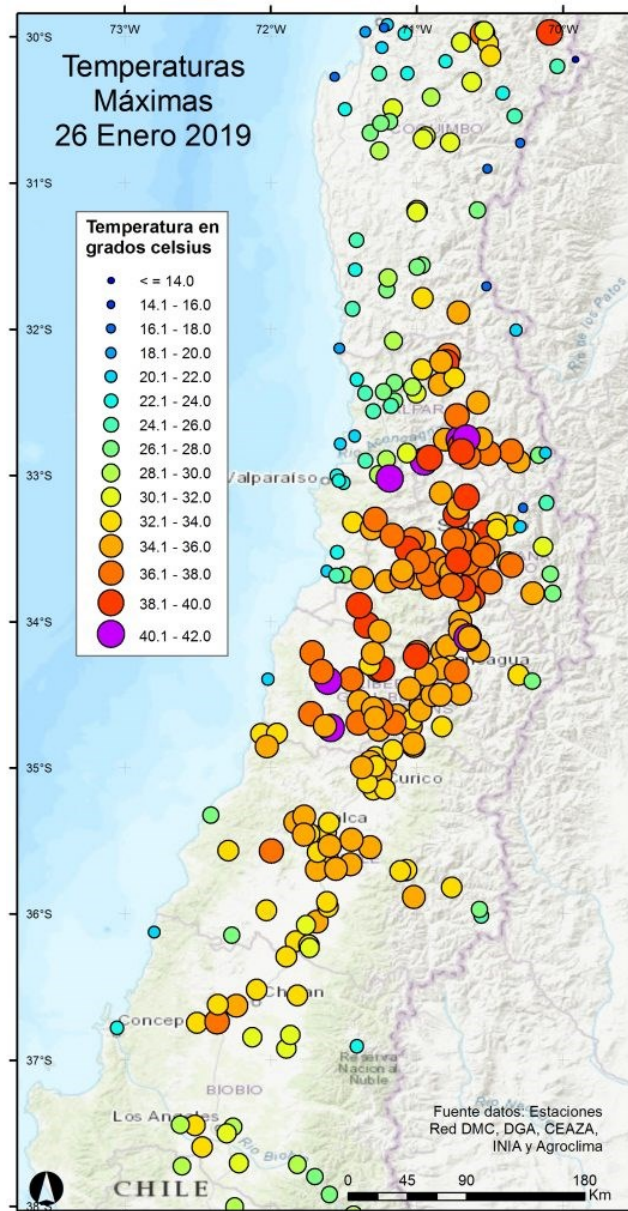 72°W
71°W
70°W
30°S
Temperaturas
Máximas
26 Enero 2019
COQUIMBO
31°S
Temperatura en
grados celsius
< = 14.0
14.1 - 16.0
16.1 - 18.0
18.1 - 20.0
20.1 - 22.0
22.1 - 24.0
24.1 - 26.0
26.1 - 28.0
28.1 - 30.0
30.1 - 32.0
32.1 - 34.0
34.1 - 36.0
36.1 - 38.0
38.1 - 40.0
40.1 - 42.0
32°S
Río de los Patos
33°S
Valparaíso
34°S
35°S
Curico
36°S
Concep
37°S
Reserva
Nacional
BIOBIO
Los Angeles
Fuente datos: Estaciones
Red DMC, DGA, CEAZA,
INIA y Agroclima
0 45 90 180
Km
CHILE
38°S